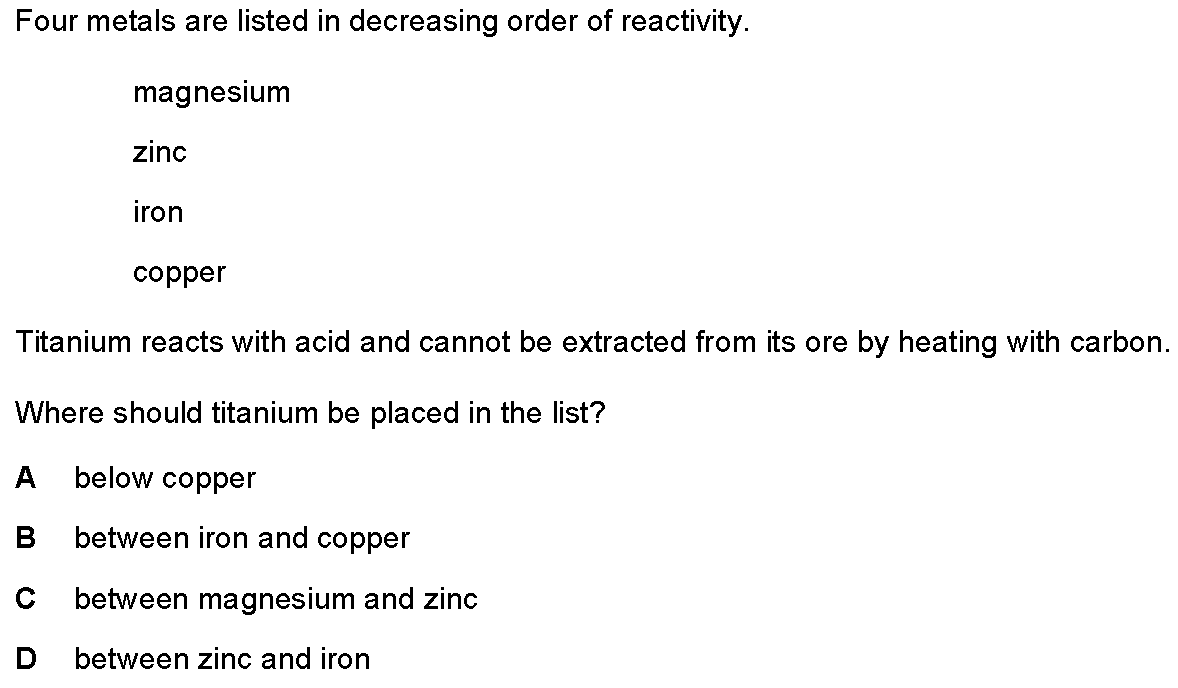 Four metals are listed in decreasing order of reactivity.
magnesium
zinc
iron
copper
Titanium reacts with acid and cannot be extracted from its ore by heating with carbon.
Where should titanium be placed in the list?
A below copper
B between iron and copper
C between magnesium and zinc
D between zinc and iron